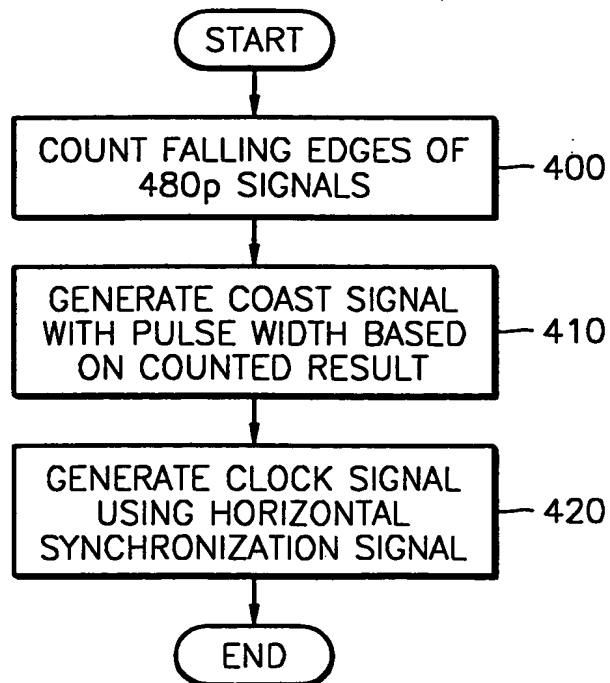 START
COUNT FALLING EDGES OF
480p SIGNALS
400
GENERATE COAST SIGNAL
WITH PULSE WIDTH BASED
ON COUNTED RESULT
410
GENERATE CLOCK SIGNAL
USING HORIZONTAL
SYNCHRONIZATION SIGNAL
420
END